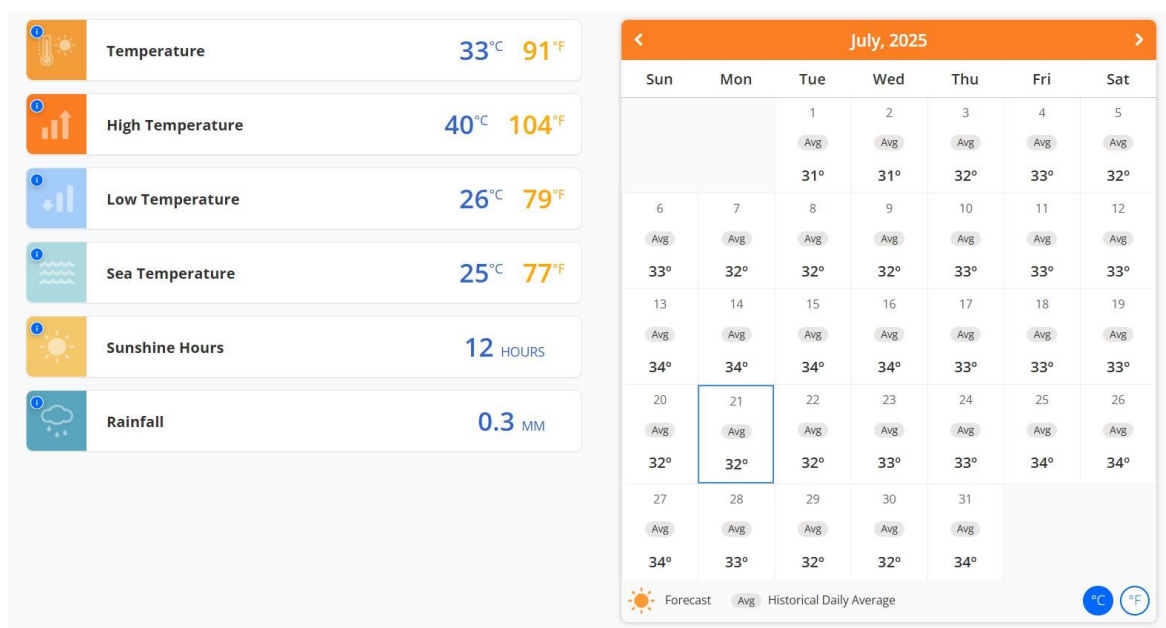 Temperature 33°C 91°F
High Temperature 40°C 104°F
Low Temperature 26°C 79°F
Sea Temperature 25°C 77°F
Sunshine Hours 12 HOURS
Rainfall 0.3 MM
July, 2025
Sun Mon Tue Wed Thu Fri Sat
1 2 3 4 5
Avg Avg Avg Avg Avg
31° 31° 32° 33° 32°
6 7 8 9 10 11 12
Avg Avg Avg Avg Avg Avg Avg
33° 32° 32° 32° 33° 33° 33°
13 14 15 16 17 18 19
Avg Avg Avg Avg Avg Avg Avg
34° 34° 34° 34° 33° 33° 33°
20 21 22 23 24 25 26
Avg Avg Avg Avg Avg Avg Avg
32° 32° 32° 33° 33° 34° 34°
27 28 29 30 31
Avg Avg Avg Avg Avg
34° 33° 32° 32° 34°
Forecast Avg Historical Daily Average °C °F